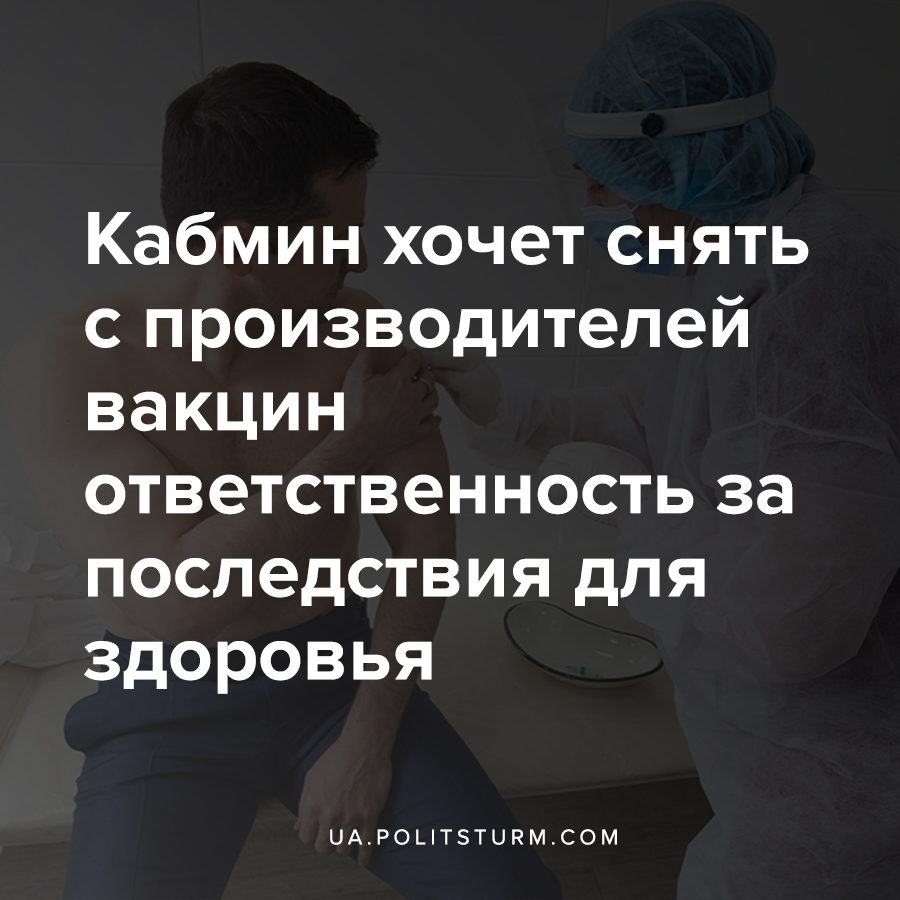 Кабмин хочет снять
с производителей
вакцин
ответственность за
последствия для
здоровья
UA.POLITSTURM.COM